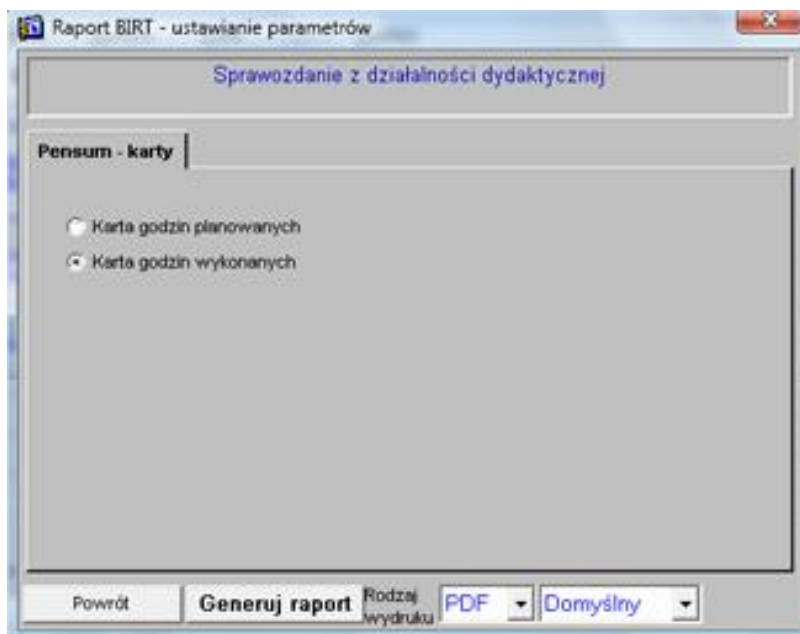 Raport BIRT - ustawianie parametrów
Sprawozdanie z działalności dydaktycznej
Pensum - karty
Karta godzin planowanych
Karta godzin wykonanych
Powrót Generuj raport Rodzaj wydruku PDF Domyślny